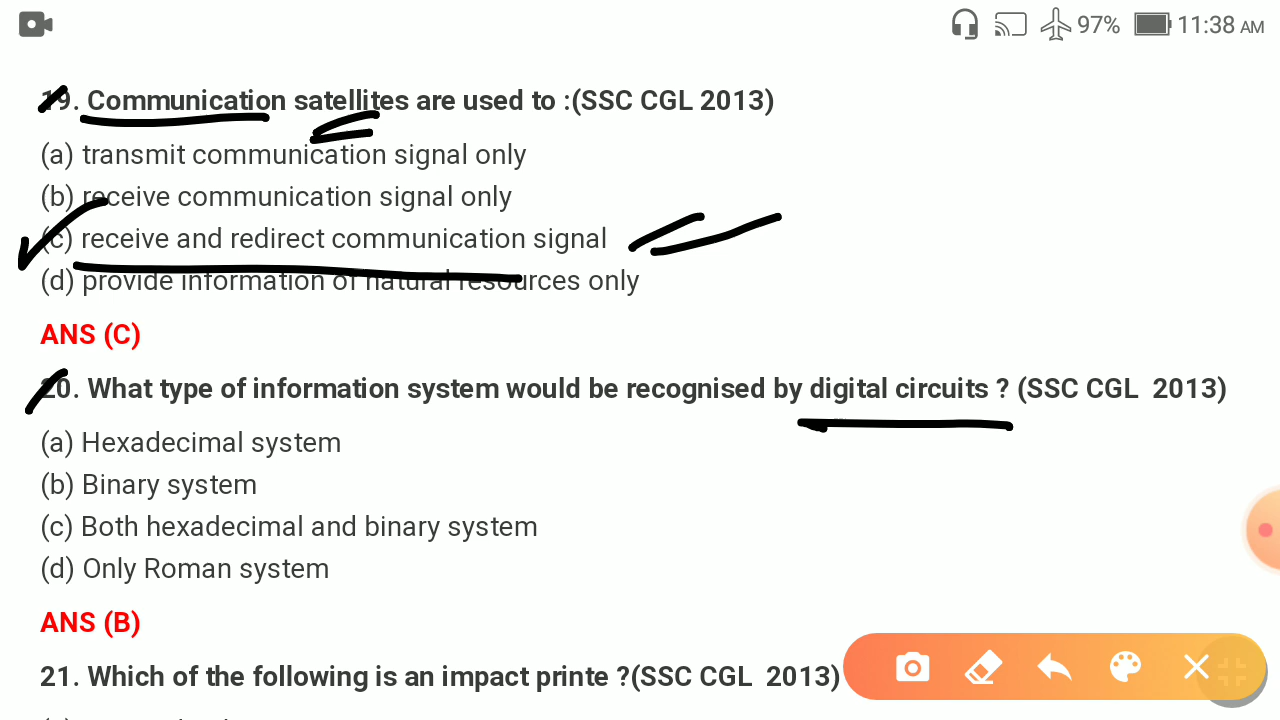 97% 11:38 AM
19. Communication satellites are used to :(SSC CGL 2013)
(a) transmit communication signal only
(b) receive communication signal only
(c) receive and redirect communication signal
(d) provide information of natural resources only
ANS (C)
20. What type of information system would be recognised by digital circuits ? (SSC CGL 2013)
(a) Hexadecimal system
(b) Binary system
(c) Both hexadecimal and binary system
(d) Only Roman system
ANS (B)
21. Which of the following is an impact printe ?(SSC CGL 2013)